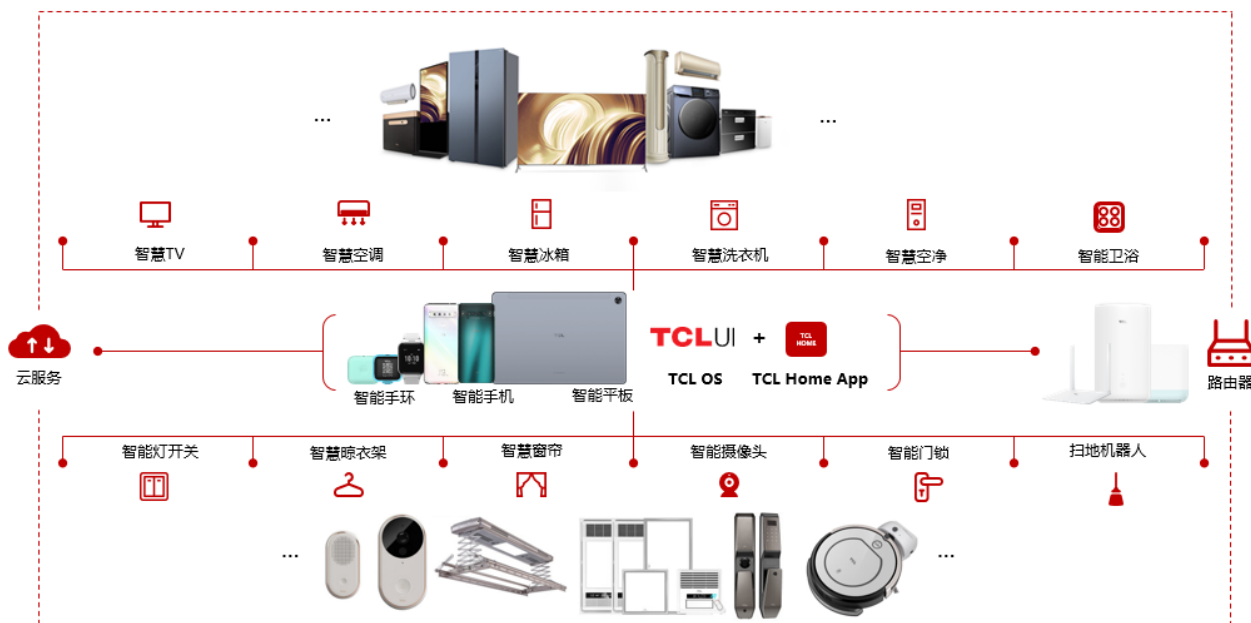 ...
...
智慧TV
智慧空调
智慧冰箱
智慧洗衣机
智慧空净
智能卫浴
云服务
智能手环
智能手机
智能平板
TCL
TCLUI + TCL HOME
TCL OS
TCL Home App
路由器
智能灯开关
智慧晾衣架
智慧窗帘
智能摄像头
智能门锁
扫地机器人
...
...